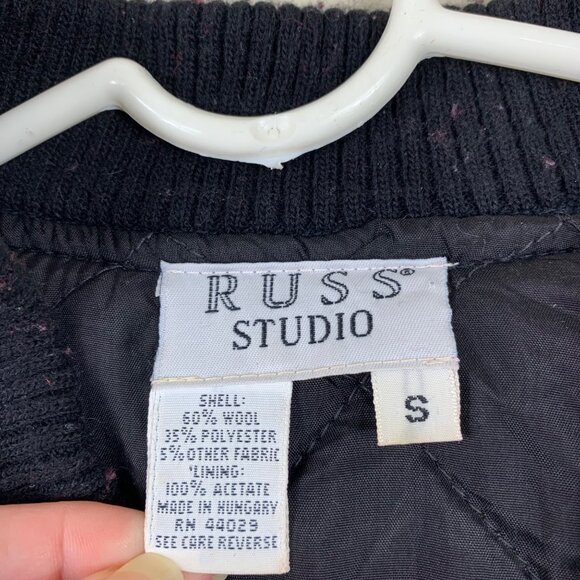 RUSS®
STUDIO
S
SHELL:
60% WOOL
35% POLYESTER
5% OTHER FABRIC
'LINING:
100% ACETATE
MADE IN HUNGARY
RN 44029
SEE CARE REVERSE